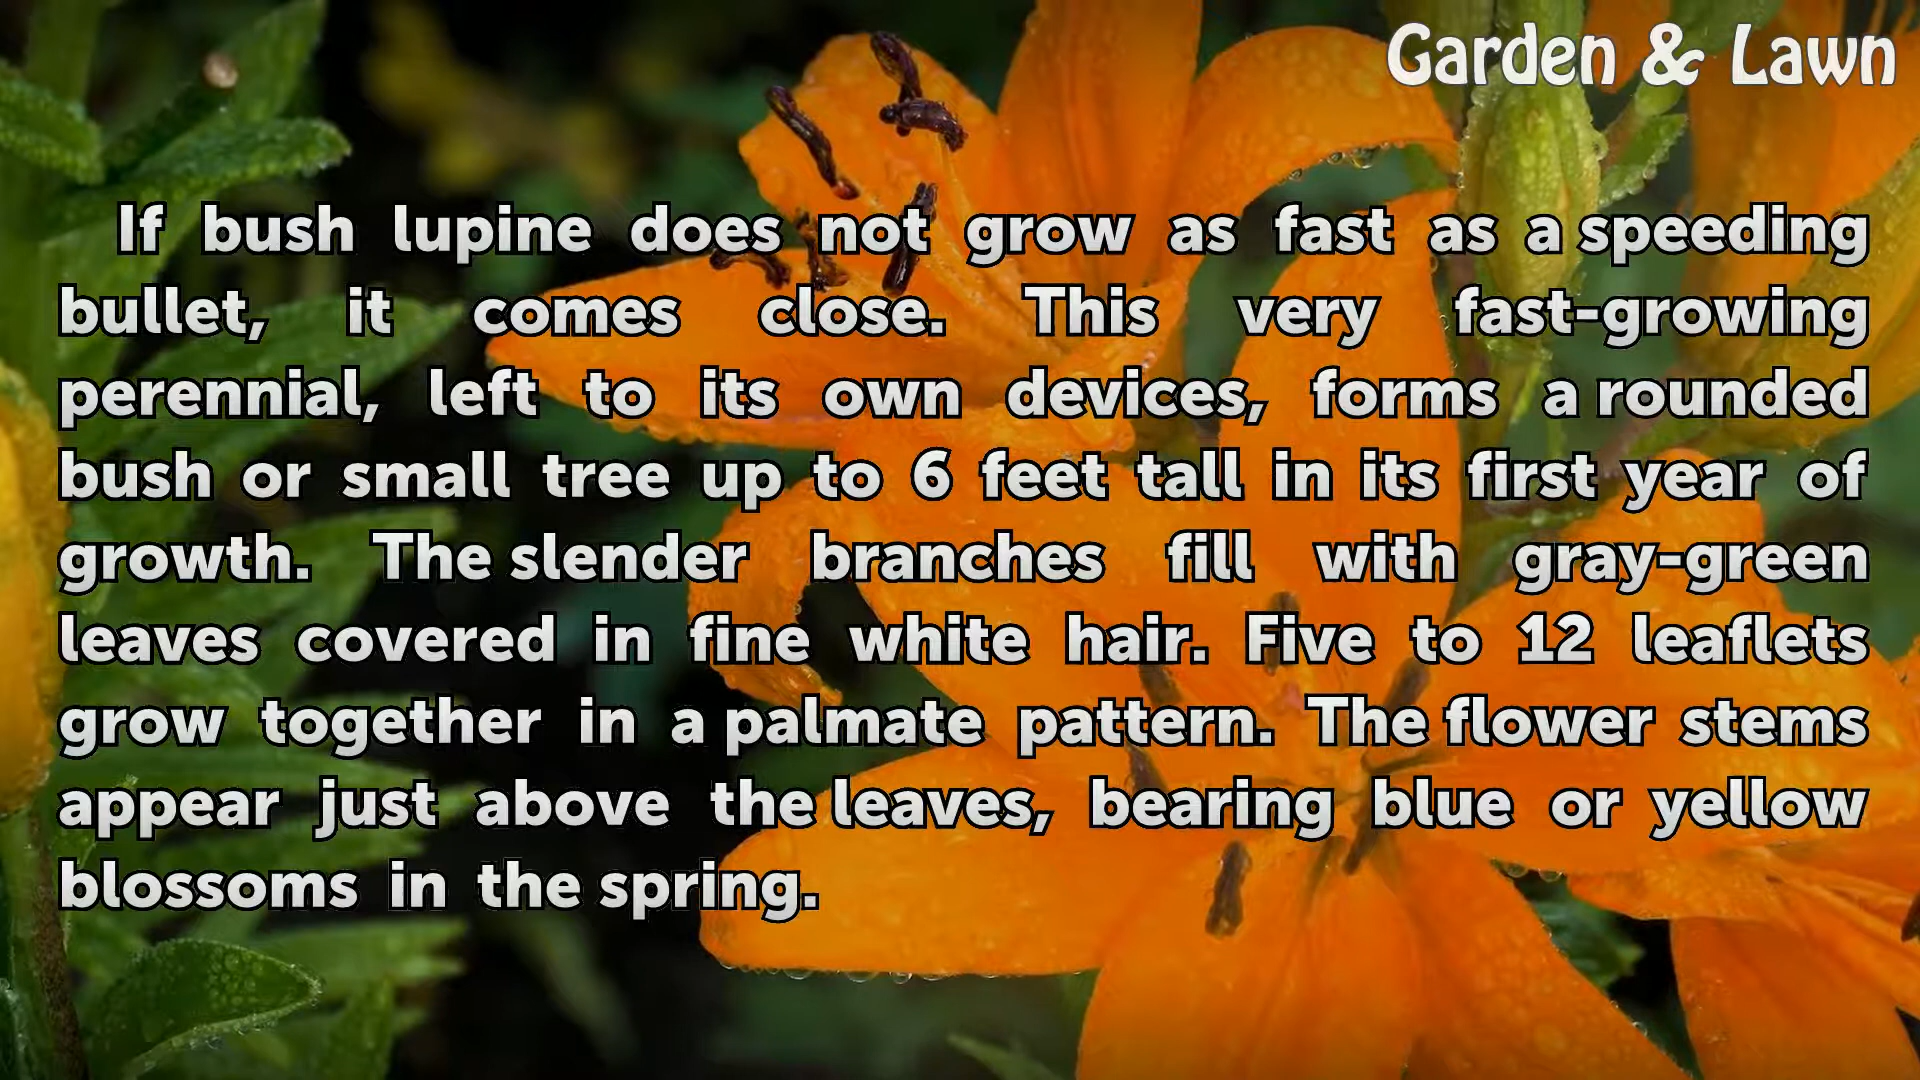 Garden & Lawn
If bush lupine does not grow as fast as a speeding
bullet, it comes close. This very fast-growing
perennial, left to its own devices, forms a rounded
bush or small tree up to 6 feet tall in its first year of
growth. The slender branches fill with gray-green
leaves covered in fine white hair. Five to 12 leaflets
grow together in a palmate pattern. The flower stems
appear just above the leaves, bearing blue or yellow
blossoms in the spring.